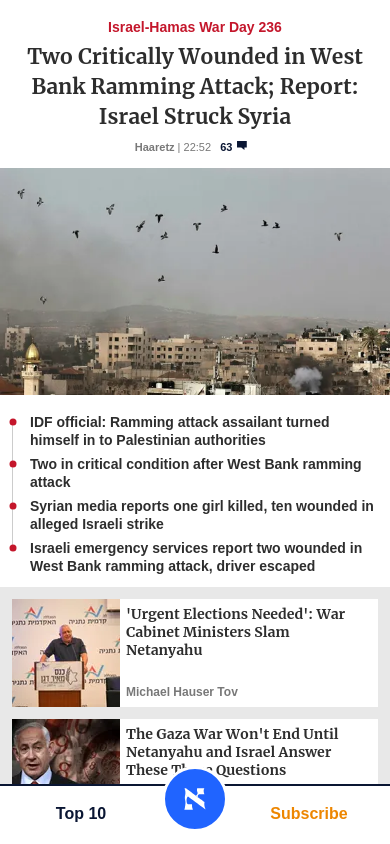 Israel-Hamas War Day 236
Two Critically Wounded in West
Bank Ramming Attack; Report:
Israel Struck Syria
Haaretz | 22:52 63
IDF official: Ramming attack assailant turned
himself in to Palestinian authorities
Two in critical condition after West Bank ramming
attack
Syrian media reports one girl killed, ten wounded in
alleged Israeli strike
Israeli emergency services report two wounded in
West Bank ramming attack, driver escaped
'Urgent Elections Needed': War
Cabinet Ministers Slam
Netanyahu
Michael Hauser Tov
The Gaza War Won't End Until
Netanyahu and Israel Answer
These Questions
Top 10
Subscribe